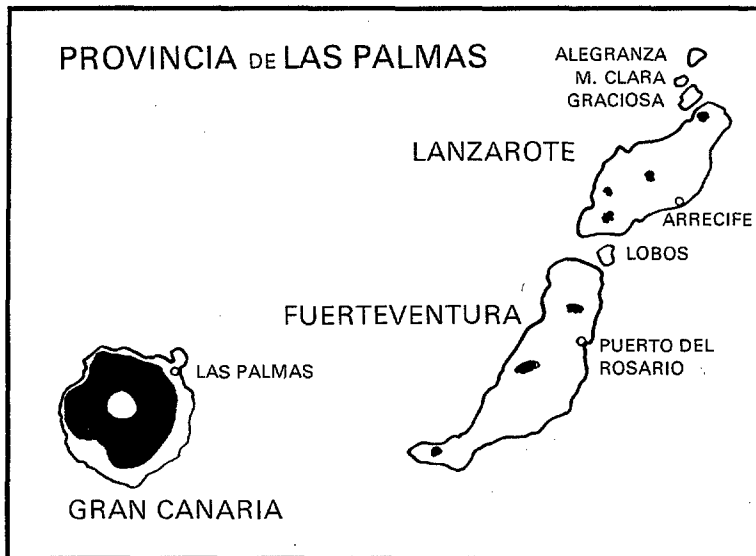 PROVINCIA DE LAS PALMAS
ALEGRANZA
M. CLARA
GRACIOSA
LANZAROTE
ARRECIFE
LOBOS
FUERTEVENTURA
PUERTO DEL
ROSARIO
LAS PALMAS
GRAN CANARIA